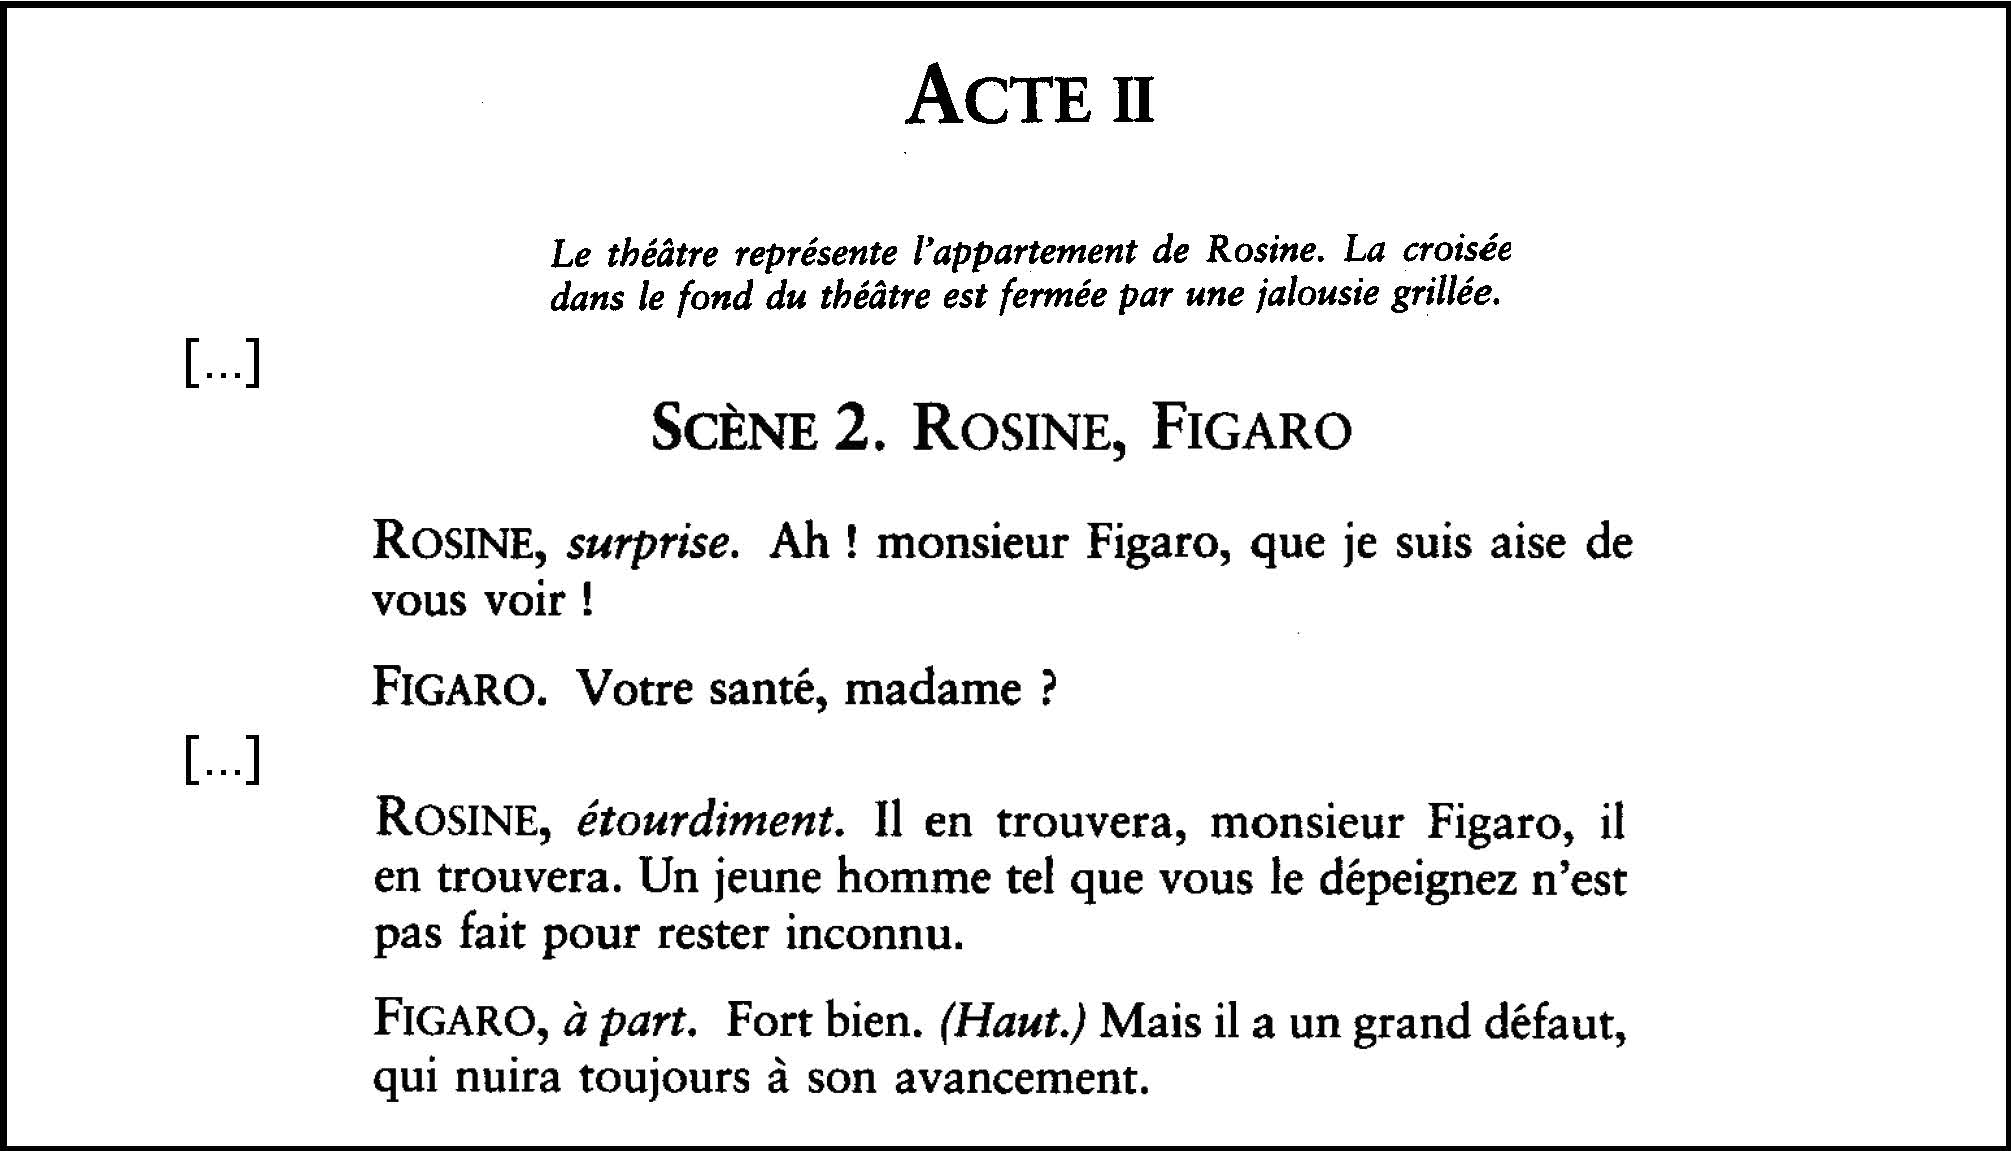 ACTE II
Le théâtre représente l'appartement de Rosine. La croisée
dans le fond du théâtre est fermée par une jalousie grillée.
[...]
SCÈNE 2. ROSINE, FIGARO
ROSINE, surprise. Ah ! monsieur Figaro, que je suis aise de
vous voir !
FIGARO. Votre santé, madame ?
[...]
ROSINE, étourdiment. Il en trouvera, monsieur Figaro, il
en trouvera. Un jeune homme tel que vous le dépeignez n'est
pas fait pour rester inconnu.
FIGARO, à part. Fort bien. (Haut.) Mais il a un grand défaut,
qui nuira toujours à son avancement.